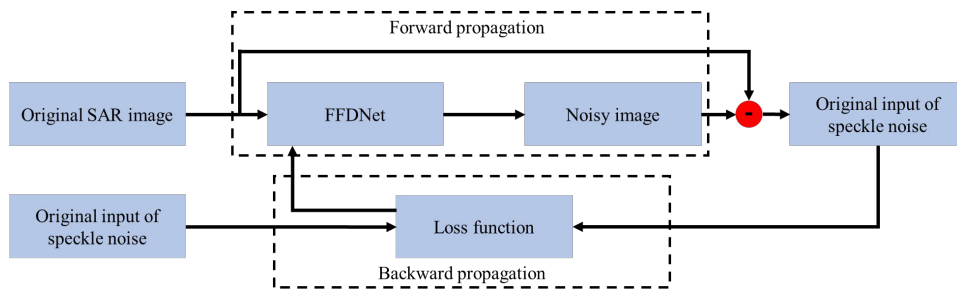 Forward propagation
Original SAR image
FFDNet
Noisy image
-
Original input of
speckle noise
Original input of
speckle noise
Loss function
Backward propagation